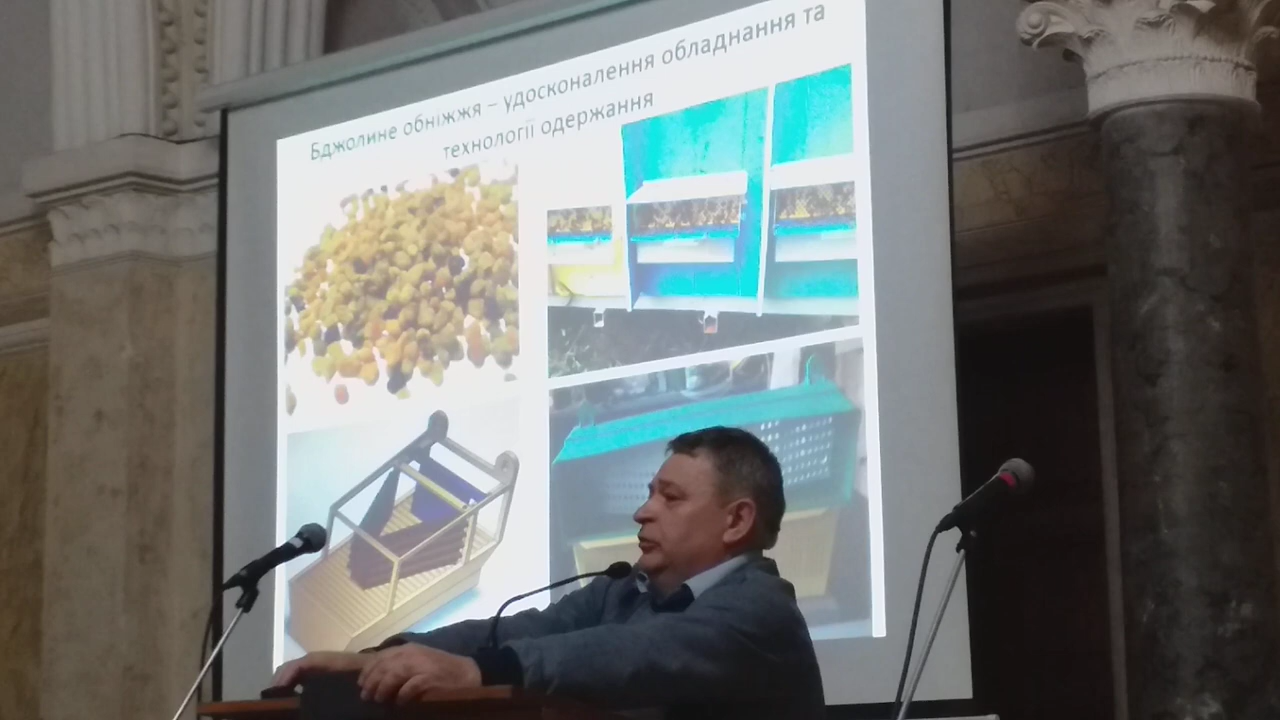 Бджолине обніжжя – удосконалення обладнання та
технології одержання